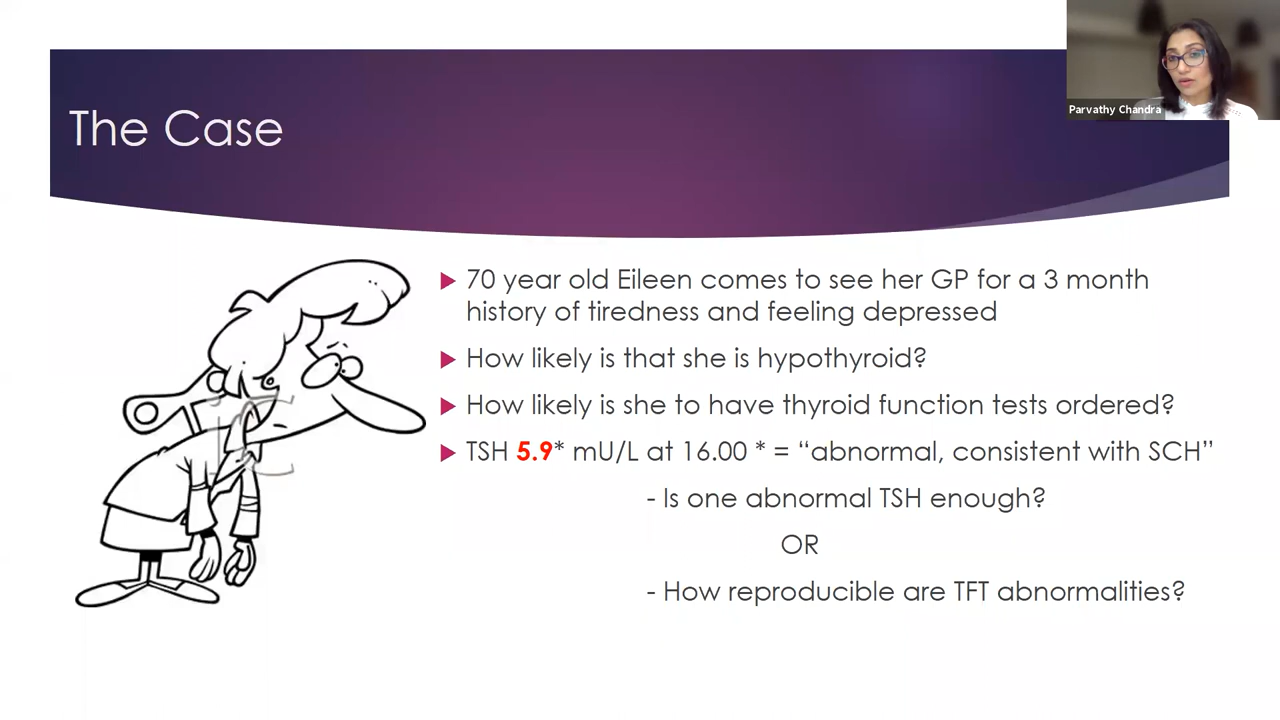 Parvathy Chandra
The Case
70 year old Eileen comes to see her GP for a 3 month
history of tiredness and feeling depressed
How likely is that she is hypothyroid?
How likely is she to have thyroid function tests ordered?
TSH 5.9* mU/L at 16.00 * = “abnormal, consistent with SCH”
- Is one abnormal TSH enough?
OR
- How reproducible are TFT abnormalities?